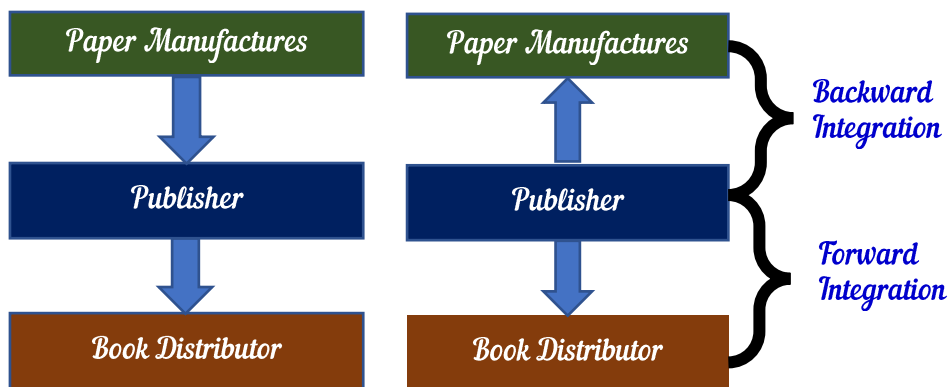 Paper Manufactures
Publisher
Book Distributor
Paper Manufactures
Publisher
Book Distributor
Backward
Integration
Forward
Integration